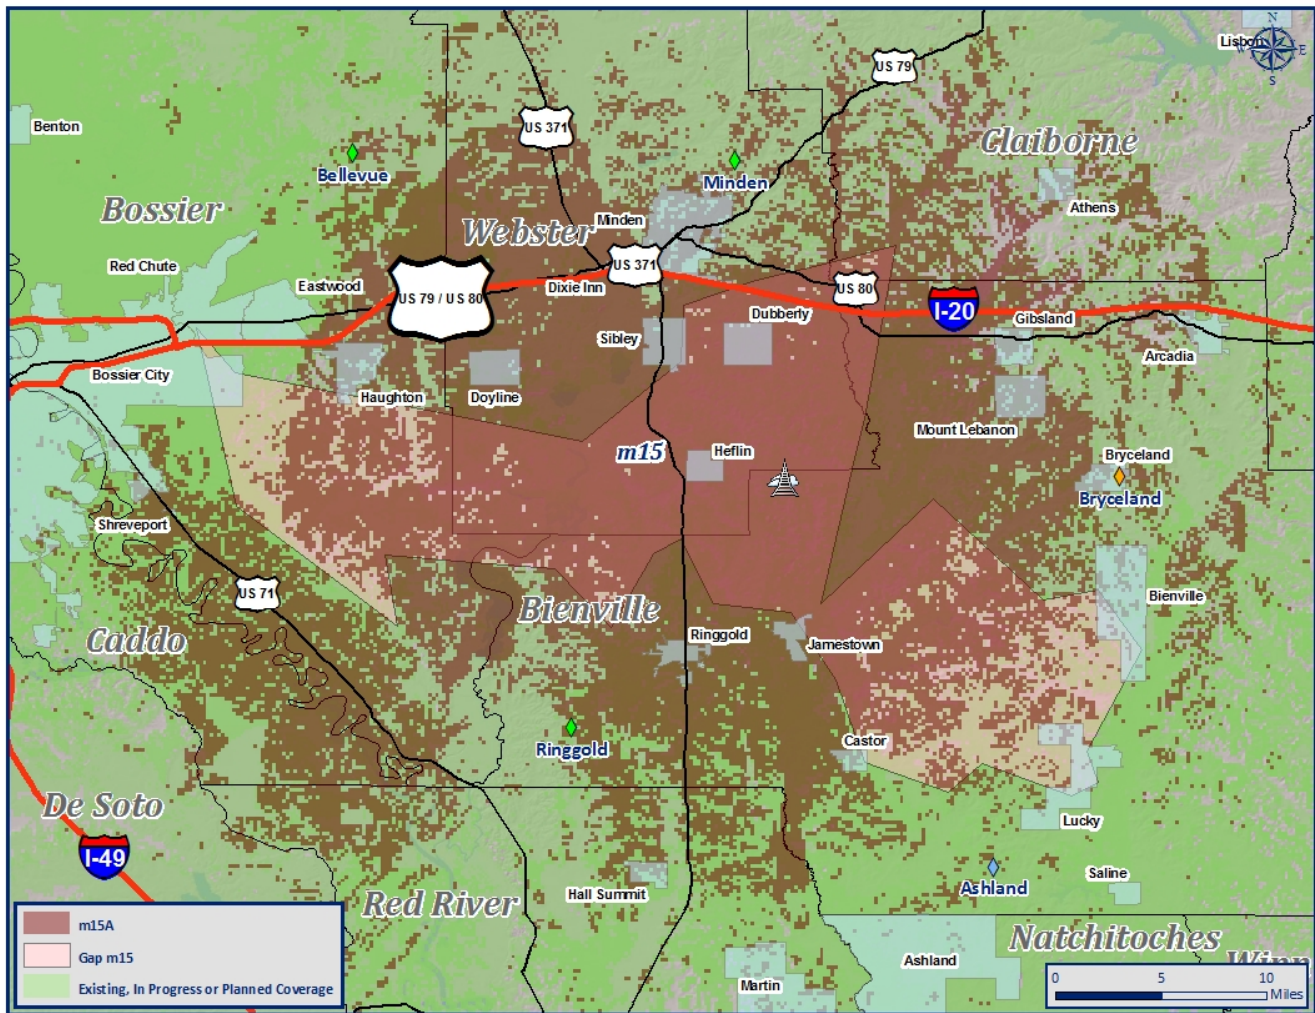 N
Lisbon
W
E
S
US 79
Benton
US 371
Claiborne
Bellevue
Minden
Athens
Bossier
Webster
Minden
Red Chute
US 371
Eastwood
US 79 / US 80
Dixie Inn
US 80
I-20
Dubberly
Gibsland
Sibley
Arcadia
Bossier City
Haughton
Doyline
Mount Lebanon
m15
Heflin
Bryceland
Bryceland
Shreveport
US 71
Bienville
Bienville
Caddo
Ringgold
Jamestown
Ringgold
Castor
De Soto
Lucky
I-49
Ashland
Saline
Hall Summit
Red River
m15A
Gap m15
Existing, In Progress or Planned Coverage
Natchitoches
Winn
Ashland
Martin
0 5 10
Miles